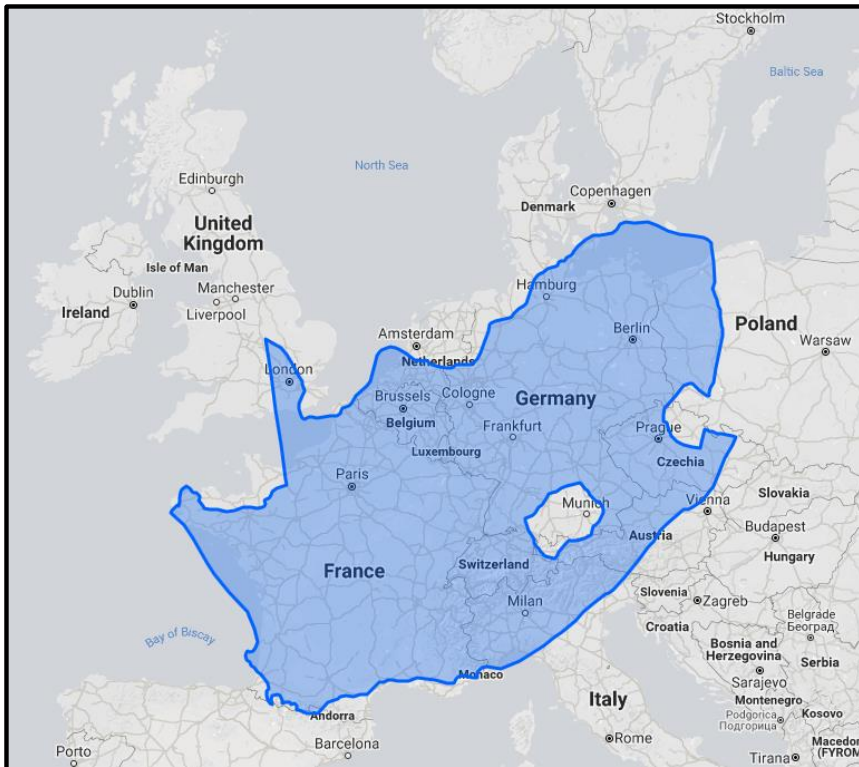 Stockholm
Baltic Sea
North Sea
Edinburgh
Copenhagen
Denmark
United
Kingdom
Isle of Man
Dublin
Manchester
Ireland
Liverpool
Hamburg
Amsterdam
Berlin
Poland
Netherlands
Warsaw
London
Brussels
Cologne
Germany
Belgium
Frankfurt
Prague
Luxembourg
Czechia
Paris
Slovakia
Munich
Vienna
Budapest
Austria
Hungary
Switzerland
France
Slovenia
Zagreb
Milan
Belgrade
Београд
Croatia
Bay of Biscay
Bosnia and
Herzegovina
Serbia
Monaco
Sarajevo
Italy
Montenegro
Andorra
Podgorica
Подгорица
Kosovo
Porto
Barcelona
Rome
Macedo
(FYROM
Tirana